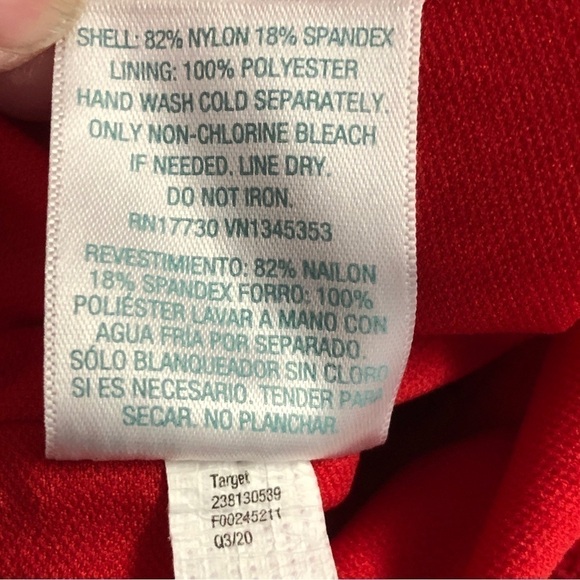 SHELL: 82% NYLON 18% SPANDEX
LINING: 100% POLYESTER
HAND WASH COLD SEPARATELY.
ONLY NON-CHLORINE BLEACH
IF NEEDED. LINE DRY.
DO NOT IRON.
RN17730 VN1345353
REVESTIMIENTO: 82% NAILON
18% SPANDEX FORRO: 100%
POLIÉSTER LAVAR A MANO CON
AGUA FRÍA POR SEPARADO.
SÓLO BLANQUEADOR SIN CLORO
SI ES NECESARIO. TENDER PARA
SECAR. NO PLANCHAR.
Target
238130539
F00245211
Q3/20